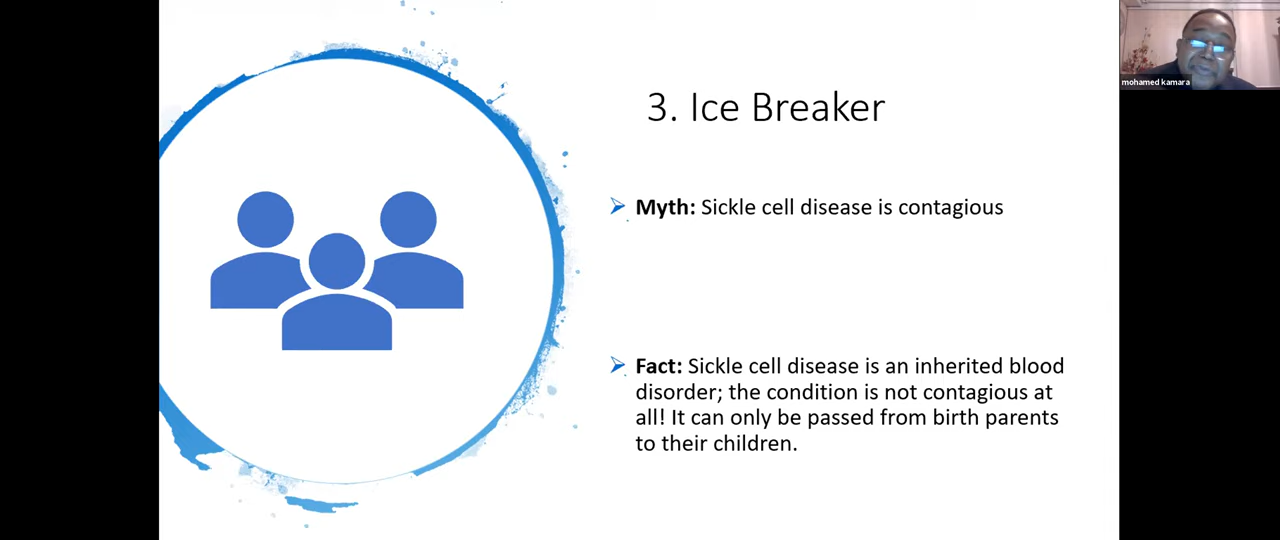 3. Ice Breaker
Myth: Sickle cell disease is contagious
Fact: Sickle cell disease is an inherited blood
disorder; the condition is not contagious at
all! It can only be passed from birth parents
to their children.
mohamed kamara